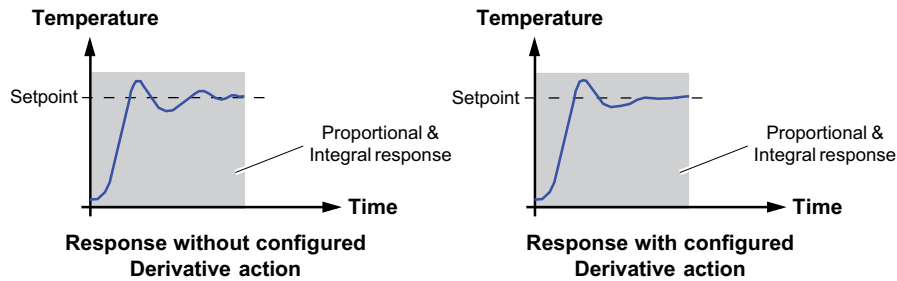 Temperature
Setpoint
Proportional &
Integral response
Time
Response without configured
Derivative action
Temperature
Setpoint
Proportional &
Integral response
Time
Response with configured
Derivative action